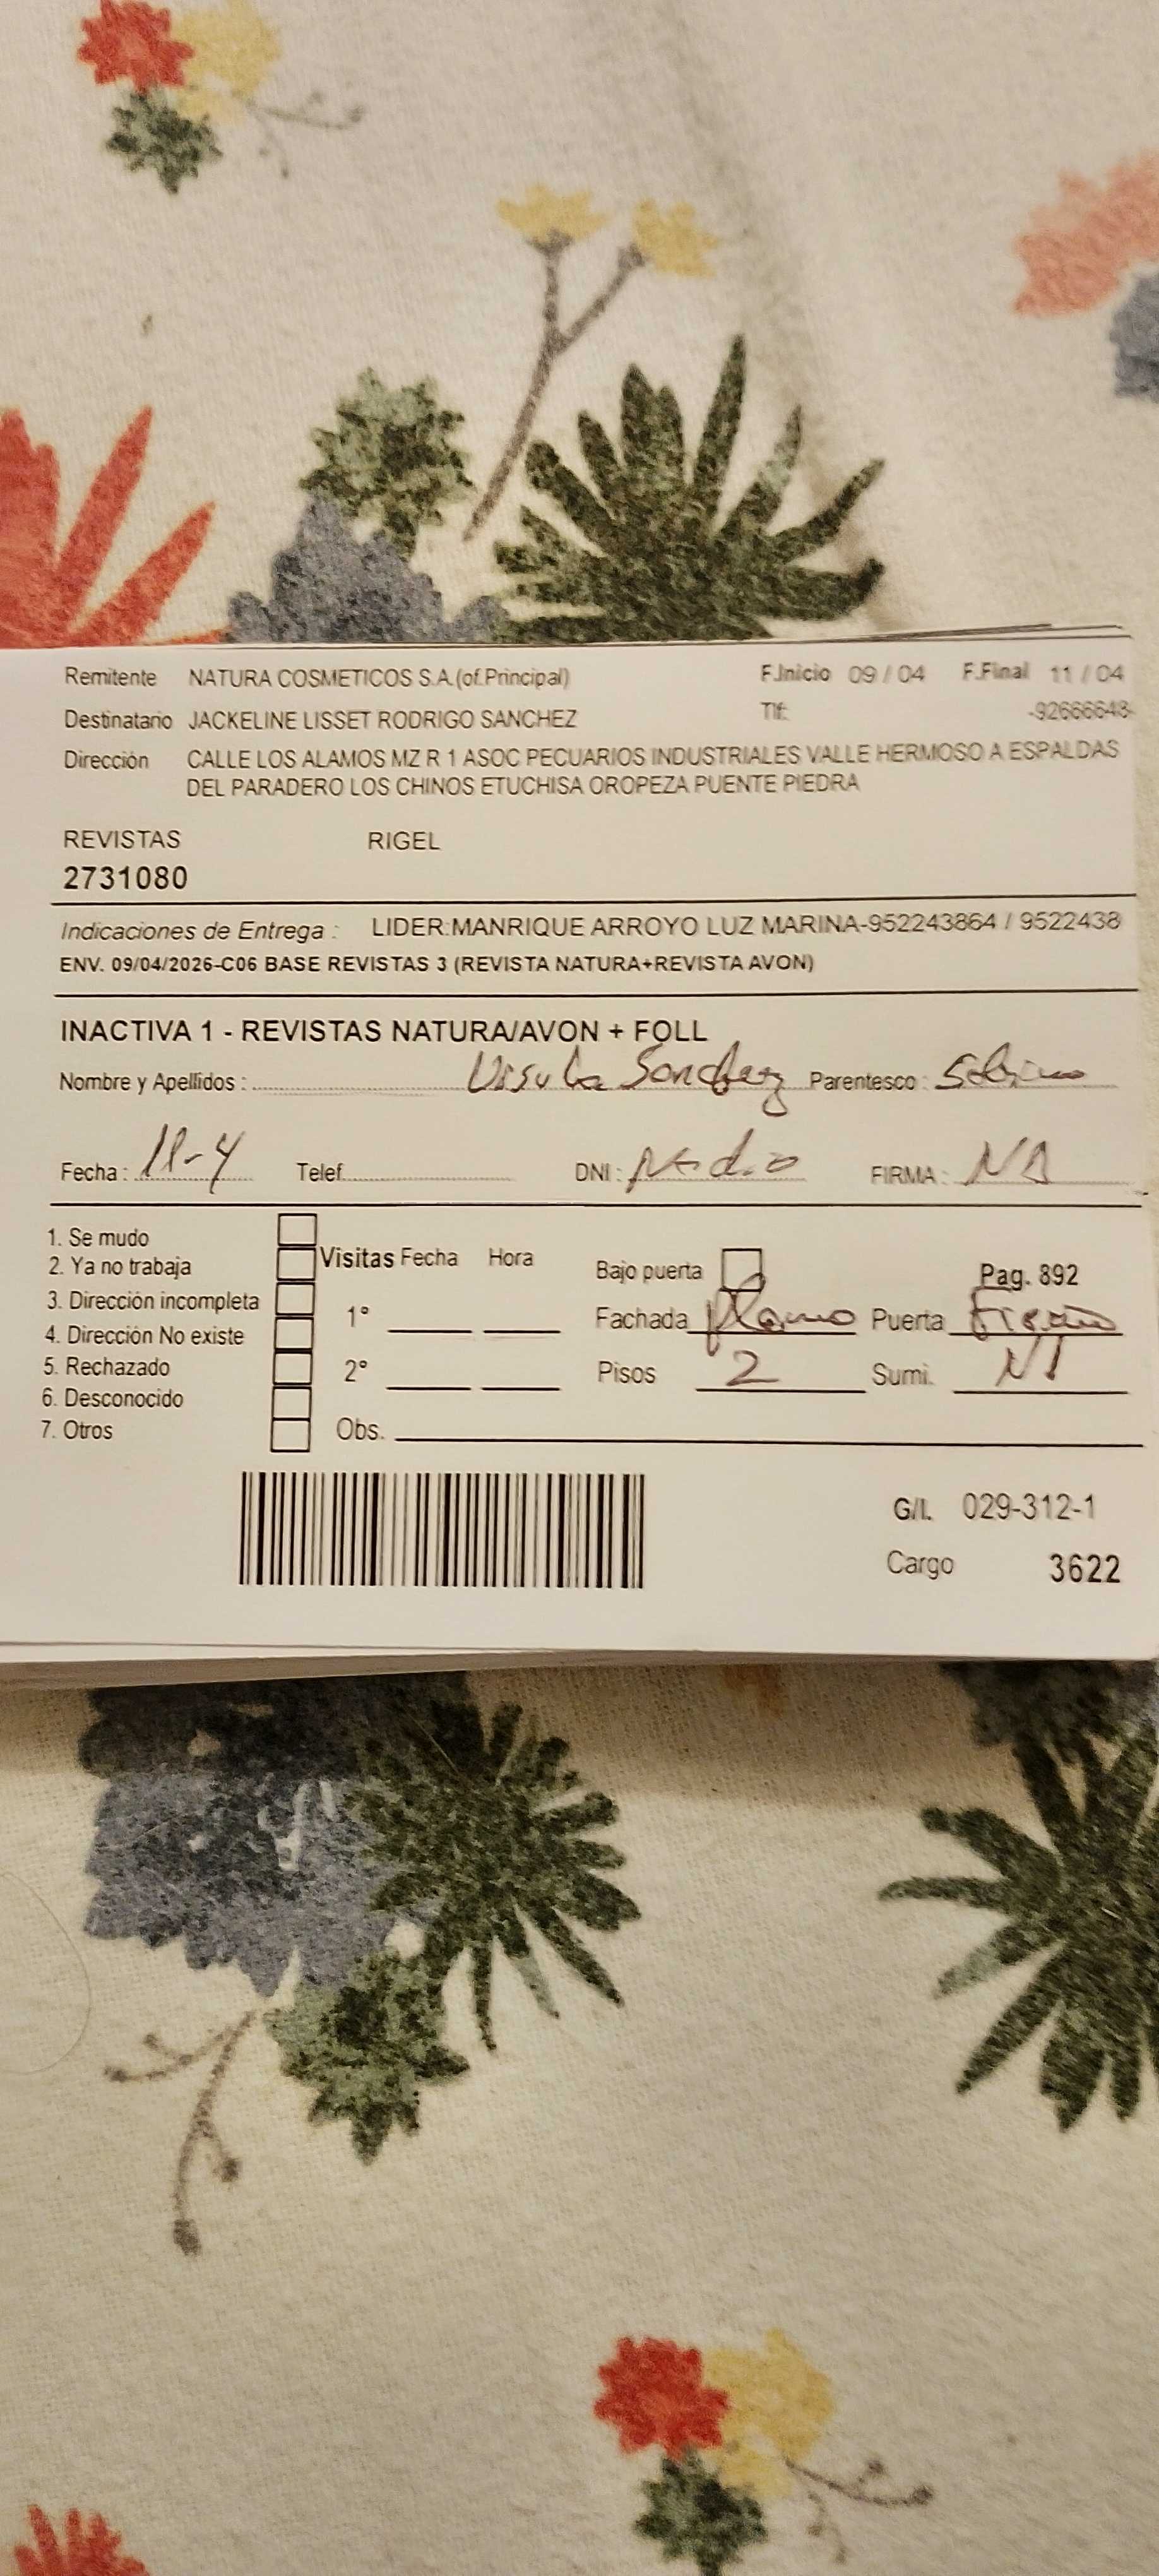 Remitente NATURA COSMETICOS S.A.(of.Principal) F.Inicio 09 / 04 F.Final 11 / 04
Destinatario JACKELINE LISSET RODRIGO SANCHEZ Tlf: -92666648-
Dirección CALLE LOS ALAMOS MZ R 1 ASOC PECUARIOS INDUSTRIALES VALLE HERMOSO A ESPALDAS
DEL PARADERO LOS CHINOS ETUCHISA OROPEZA PUENTE PIEDRA
REVISTAS RIGEL
2731080
Indicaciones de Entrega : LIDER:MANRIQUE ARROYO LUZ MARINA-952243864 / 9522438
ENV. 09/04/2026-C06 BASE REVISTAS 3 (REVISTA NATURA+REVISTA AVON)
INACTIVA 1 - REVISTAS NATURA/AVON + FOLL
Nombre y Apellidos : Ursula Sanchez Parentesco :
Fecha : 11-4 Telef. DNI : FIRMA :
1. Se mudo
2. Ya no trabaja Visitas Fecha Hora Bajo puerta Pag. 892
3. Dirección incompleta 1° Fachada Puerta
4. Dirección No existe
5. Rechazado 2° Pisos 2 Sumi. N1
6. Desconocido
7. Otros Obs.
G/I. 029-312-1
Cargo 3622